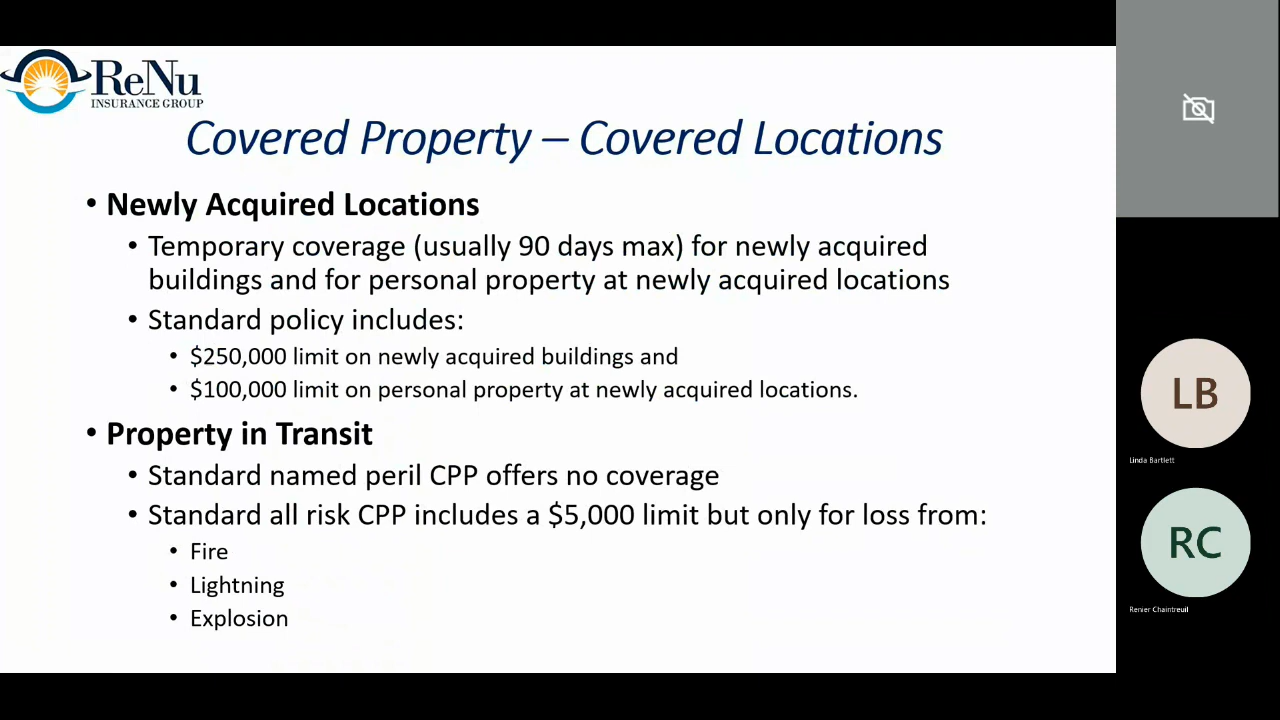 ReNu
INSURANCE GROUP
Covered Property – Covered Locations
• Newly Acquired Locations
• Temporary coverage (usually 90 days max) for newly acquired
buildings and for personal property at newly acquired locations
• Standard policy includes:
• $250,000 limit on newly acquired buildings and
• $100,000 limit on personal property at newly acquired locations.
• Property in Transit
• Standard named peril CPP offers no coverage
• Standard all risk CPP includes a $5,000 limit but only for loss from:
• Fire
• Lightning
• Explosion
LB
Linda Bartlett
RC
Renier Chaintreuil